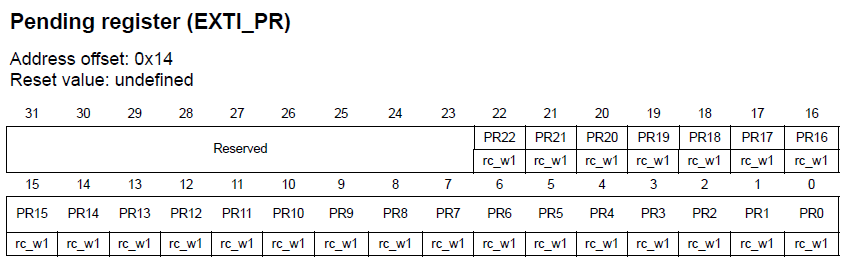 Pending register (EXTI_PR)
Address offset: 0x14
Reset value: undefined
31 30 29 28 27 26 25 24 23 22 21 20 19 18 17 16
Reserved PR22 PR21 PR20 PR19 PR18 PR17 PR16
rc_w1 rc_w1 rc_w1 rc_w1 rc_w1 rc_w1 rc_w1
15 14 13 12 11 10 9 8 7 6 5 4 3 2 1 0
PR15 PR14 PR13 PR12 PR11 PR10 PR9 PR8 PR7 PR6 PR5 PR4 PR3 PR2 PR1 PR0
rc_w1 rc_w1 rc_w1 rc_w1 rc_w1 rc_w1 rc_w1 rc_w1 rc_w1 rc_w1 rc_w1 rc_w1 rc_w1 rc_w1 rc_w1 rc_w1